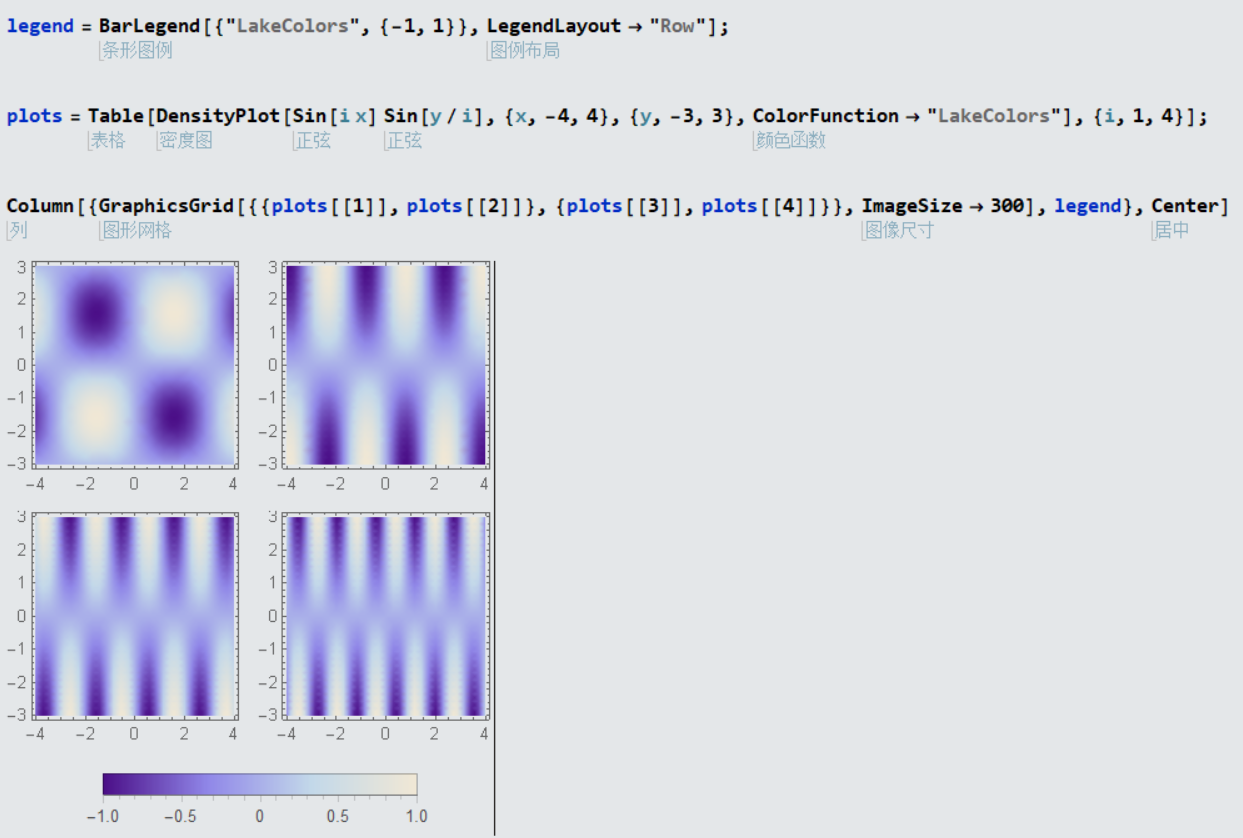 legend = BarLegend[{"LakeColors", {-1, 1}}, LegendLayout → "Row"];
条形图例 图例布局
plots = Table[DensityPlot[Sin[i x] Sin[y / i], {x, -4, 4}, {y, -3, 3}, ColorFunction → "LakeColors"], {i, 1, 4}];
表格 密度图 正弦 正弦 颜色函数
Column[{GraphicsGrid[{{plots[[1]], plots[[2]]}, {plots[[3]], plots[[4]]}}, ImageSize → 300], legend}, Center]
列 图形网格 图像尺寸 居中
3 3
2 2
1 1
0 0
-1 -1
-2 -2
-3 -3
-4 -2 0 2 4 -4 -2 0 2 4
3 3
2 2
1 1
0 0
-1 -1
-2 -2
-3 -3
-4 -2 0 2 4 -4 -2 0 2 4
-1.0 -0.5 0 0.5 1.0